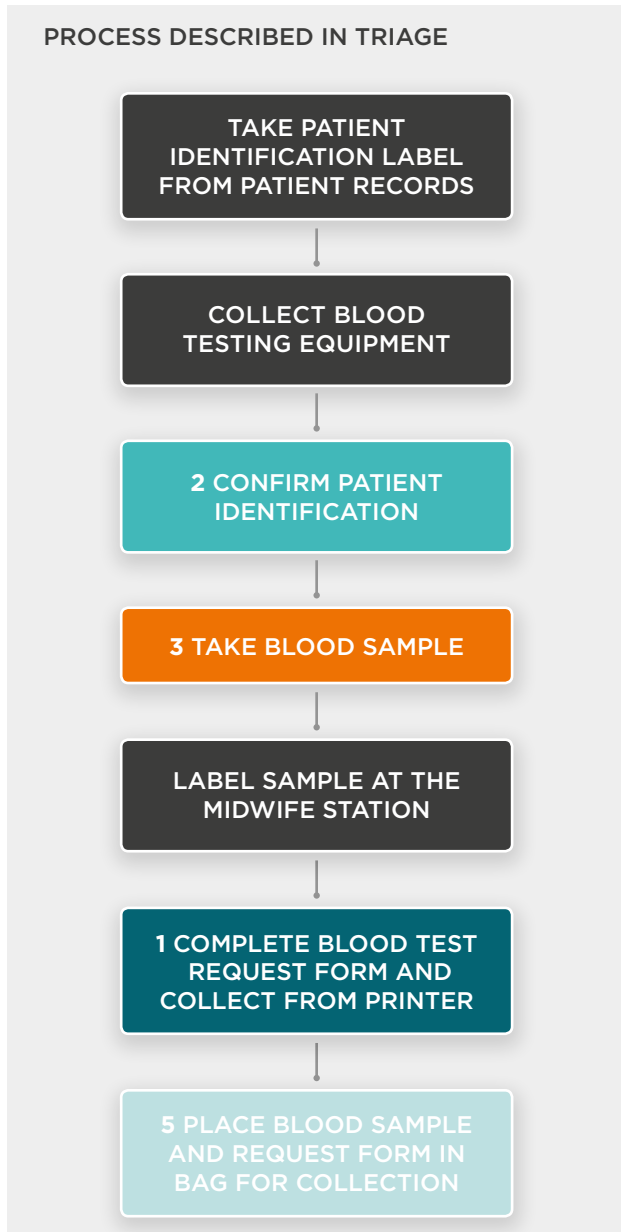 PROCESS DESCRIBED IN TRIAGE
TAKE PATIENT
IDENTIFICATION LABEL
FROM PATIENT RECORDS
COLLECT BLOOD
TESTING EQUIPMENT
2 CONFIRM PATIENT
IDENTIFICATION
3 TAKE BLOOD SAMPLE
LABEL SAMPLE AT THE
MIDWIFE STATION
1 COMPLETE BLOOD TEST
REQUEST FORM AND
COLLECT FROM PRINTER
5 PLACE BLOOD SAMPLE
AND REQUEST FORM IN
BAG FOR COLLECTION